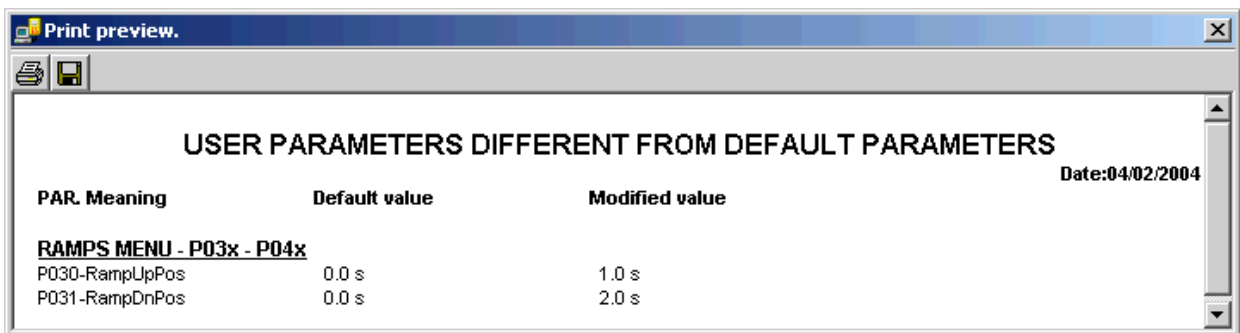 Print preview.
USER PARAMETERS DIFFERENT FROM DEFAULT PARAMETERS
Date:04/02/2004
PAR. Meaning Default value Modified value
RAMPS MENU - P03x - P04x
P030-RampUpPos 0.0 s 1.0 s
P031-RampDnPos 0.0 s 2.0 s